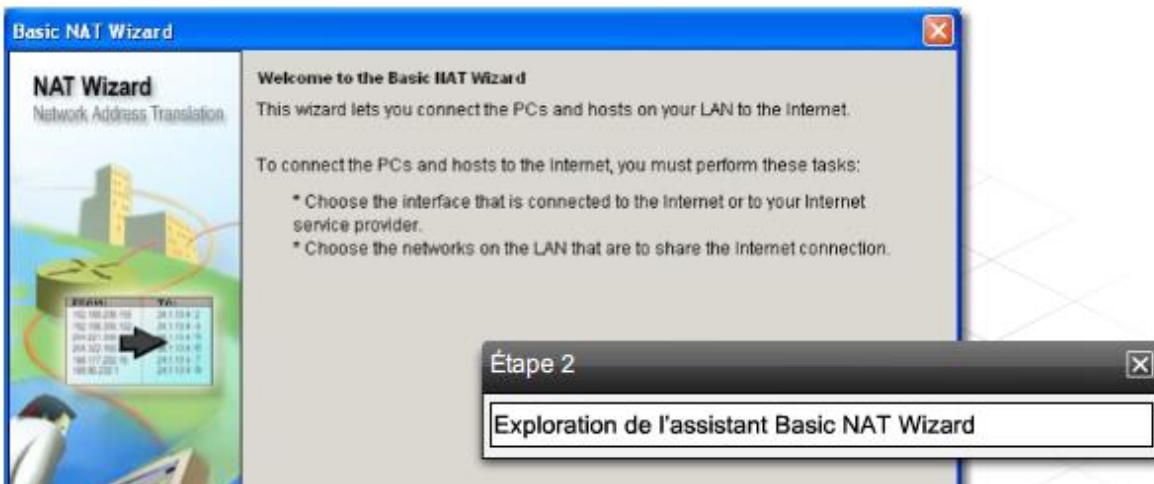 Basic NAT Wizard
NAT Wizard
Network Address Translation
Welcome to the Basic NAT Wizard
This wizard lets you connect the PCs and hosts on your LAN to the Internet.
To connect the PCs and hosts to the Internet, you must perform these tasks:
* Choose the interface that is connected to the Internet or to your Internet
service provider.
* Choose the networks on the LAN that are to share the Internet connection.
TO:
Étape 2
Exploration de l'assistant Basic NAT Wizard